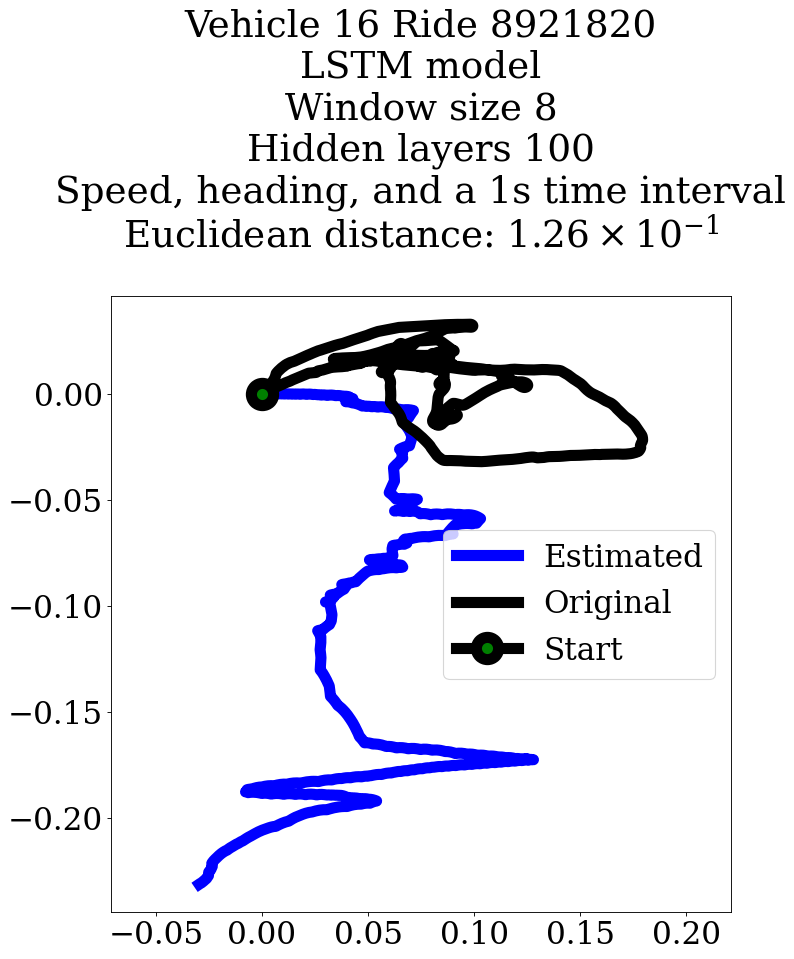 Vehicle 16 Ride 8921820
LSTM model
Window size 8
Hidden layers 100
Speed, heading, and a 1s time interval
Euclidean distance: 1.26 × 10⁻¹
0.00
−0.05
−0.10
−0.15
−0.20
Estimated
Original
Start
−0.05 0.00 0.05 0.10 0.15 0.20